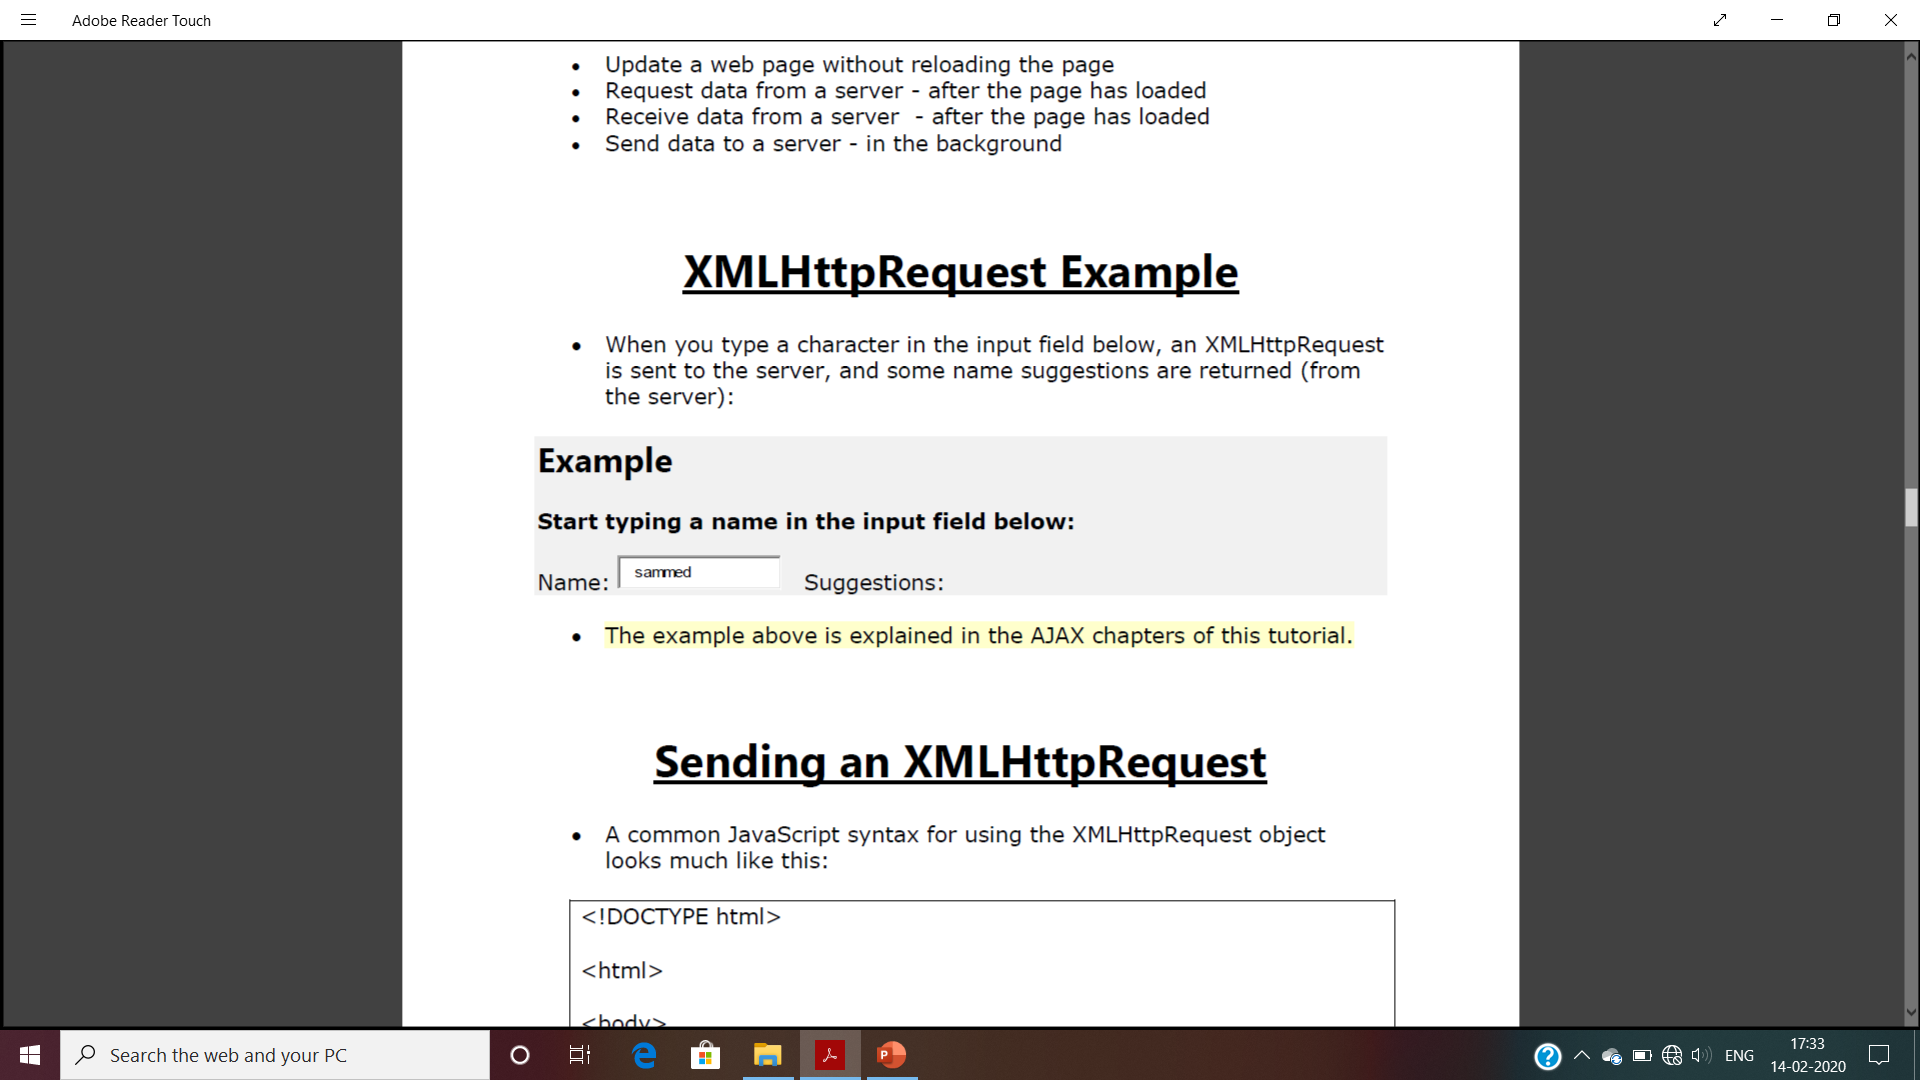 Adobe Reader Touch
• Update a web page without reloading the page
• Request data from a server - after the page has loaded
• Receive data from a server  - after the page has loaded
• Send data to a server - in the background
XMLHttpRequest Example
• When you type a character in the input field below, an XMLHttpRequest
is sent to the server, and some name suggestions are returned (from
the server):
Example
Start typing a name in the input field below:
Name: sammed Suggestions:
• The example above is explained in the AJAX chapters of this tutorial.
Sending an XMLHttpRequest
• A common JavaScript syntax for using the XMLHttpRequest object
looks much like this:
<!DOCTYPE html>
<html>
<body>
Search the web and your PC
ENG
17:33
14-02-2020